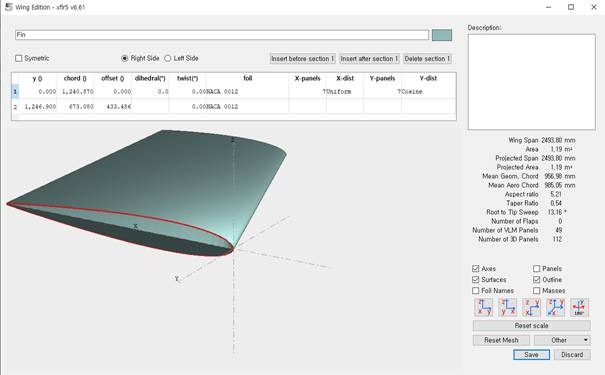 Wing Edition - xflr5 v6.61
Fin
Symetric
Right Side
Left Side
Insert before section 1
Insert after section 1
Delete section 1
y () chord () offset () dihedral(°) twist(°) foil X-panels X-dist Y-panels Y-dist
1 0.000 1,240.870 0.000 0.0 0.00 NACA 0012 7 Uniform 7 Cosine
2 1,246.900 673.080 433.486 0.00 NACA 0012
X
Y
Description:
Wing Span 2493,80 mm
Area 1,19 m²
Projected Span 2493,80 mm
Projected Area 1,19 m²
Mean Geom. Chord 956,98 mm
Mean Aero Chord 985,05 mm
Aspect ratio 5,21
Taper Ratio 0,54
Root to Tip Sweep 13,16 °
Number of Flaps 0
Number of VLM Panels 49
Number of 3D Panels 112
Axes
Panels
Surfaces
Outline
Foil Names
Masses
Reset scale
Reset Mesh
Other
Save
Discard